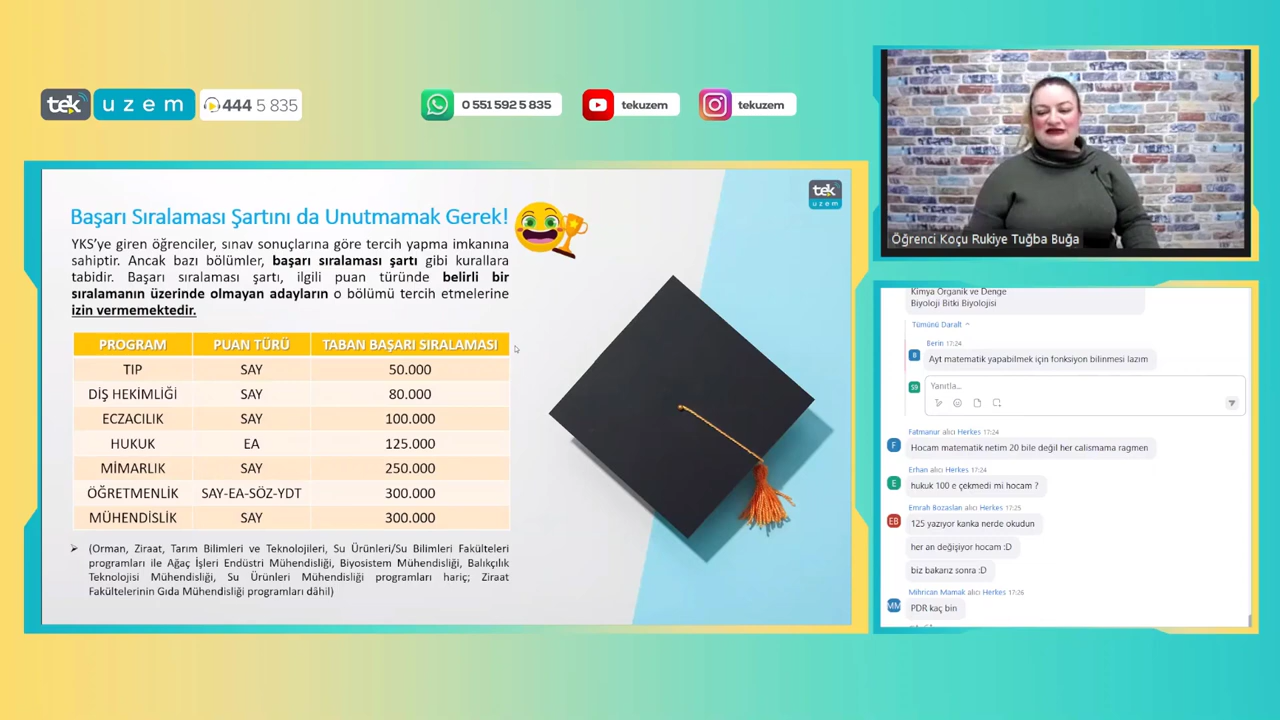 tek uzem 444 5 835
0 551 592 5 835
tekuzem
tekuzem
tek
uzem
Başarı Sıralaması Şartını da Unutmamak Gerek!
YKS'ye giren öğrenciler, sınav sonuçlarına göre tercih yapma imkanına
sahiptir. Ancak bazı bölümler, başarı sıralaması şartı gibi kurallara
tabidir. Başarı sıralaması şartı, ilgili puan türünde belirli bir
sıralamanın üzerinde olmayan adayların o bölümü tercih etmelerine
izin vermemektedir.
PROGRAM PUAN TÜRÜ TABAN BAŞARI SIRALAMASI
TIP SAY 50.000
DİŞ HEKİMLİĞİ SAY 80.000
ECZACILIK SAY 100.000
HUKUK EA 125.000
MİMARLIK SAY 250.000
ÖĞRETMENLİK SAY-EA-SÖZ-YDT 300.000
MÜHENDİSLİK SAY 300.000
(Orman, Ziraat, Tarım Bilimleri ve Teknolojileri, Su Ürünleri/Su Bilimleri Fakülteleri
programları ile Ağaç İşleri Endüstri Mühendisliği, Biyosistem Mühendisliği, Balıkçılık
Teknolojisi Mühendisliği, Su Ürünleri Mühendisliği programları hariç; Ziraat
Fakültelerinin Gıda Mühendisliği programları dâhil)
Öğrenci Koçu Rukiye Tuğba Buğa
Kimya Organik ve Denge
Biyoloji Bitki Biyolojisi
Tümünü Daralt
Berin 17:24
B
Ayt matematik yapabilmek için fonksiyon bilinmesi lazım
Yanıtla...
Fatmanur alıcı Herkes 17:24
F
Hocam matematik netim 20 bile değil her calismama ragmen
Erhan alıcı Herkes 17:24
E
hukuk 100 e çekmedi mi hocam ?
Emrah Bozaslan alıcı Herkes 17:25
EB
125 yazıyor kanka nerde okudun
her an değişiyor hocam :D
biz bakarız sonra :D
Mihrican Mamak alıcı Herkes 17:26
MM
PDR kaç bin